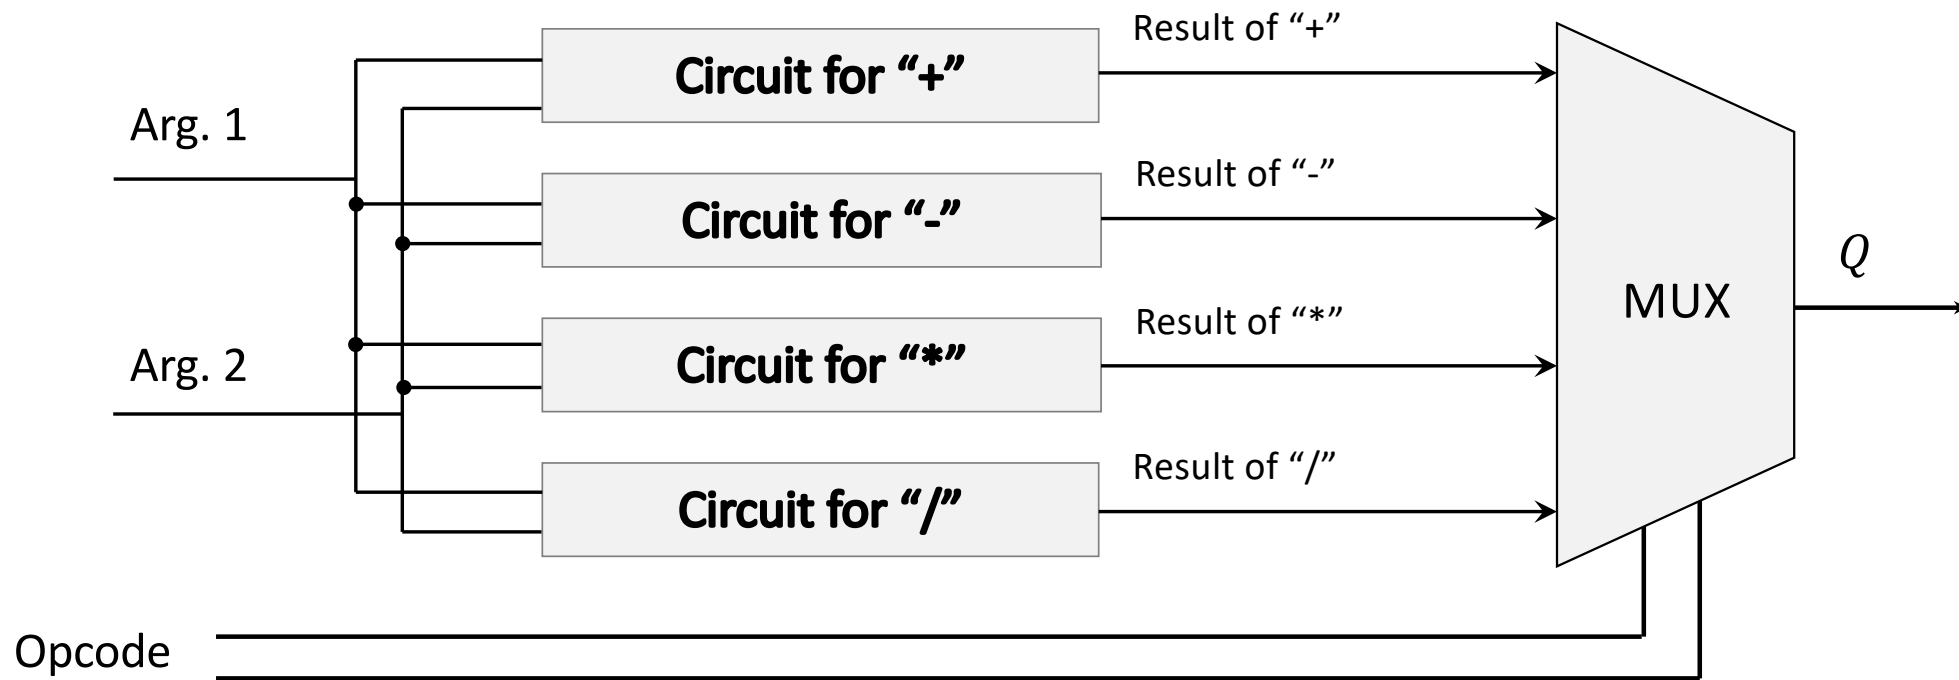 Result of “+”
Circuit for “+”
Arg. 1
Result of “-”
Circuit for “-”
Q
MUX
Result of “*”
Circuit for “*”
Arg. 2
Result of “/”
Circuit for “/”
Opcode